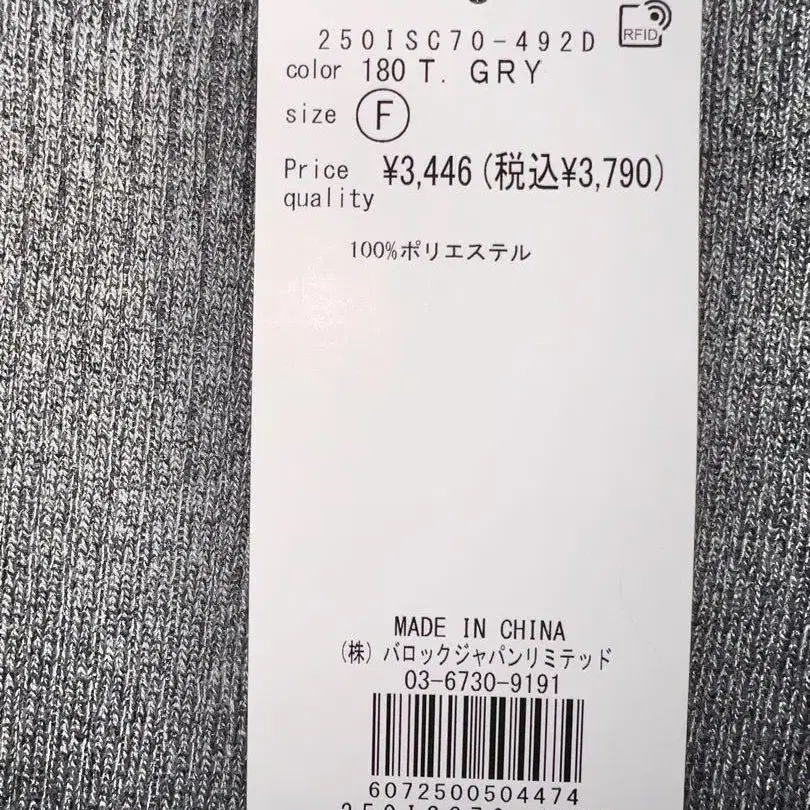 250ISC70-492D
RFID
color 180 T. GRY
size F
Price ¥3,446(税込¥3,790)
quality
100%ポリエステル
MADE IN CHINA
(株)バロックジャパンリミテッド
03-6730-9191
6072500504474